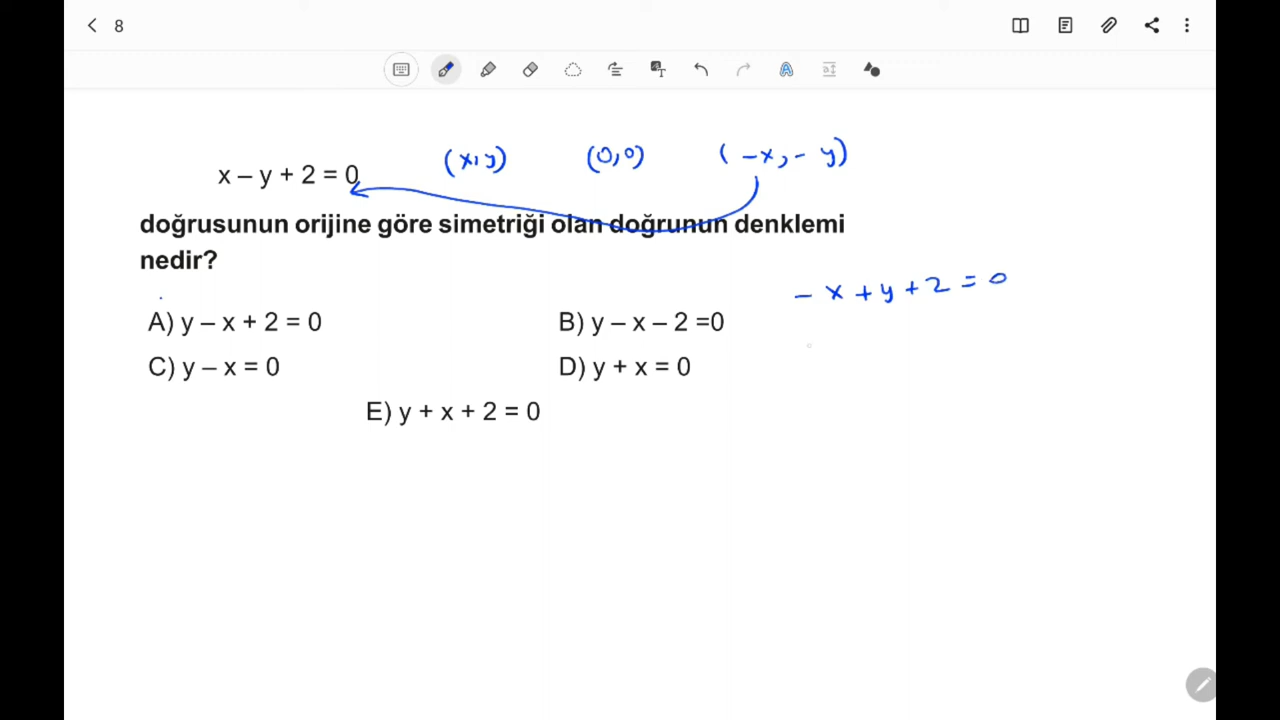 8
x – y + 2 = 0 (x, y) (0,0) (-x, - y)
doğrusunun orijine göre simetriği olan doğrunun denklemi
nedir?
- x + y + 2 = 0
A) y – x + 2 = 0 B) y – x – 2 =0
C) y – x = 0 D) y + x = 0
E) y + x + 2 = 0